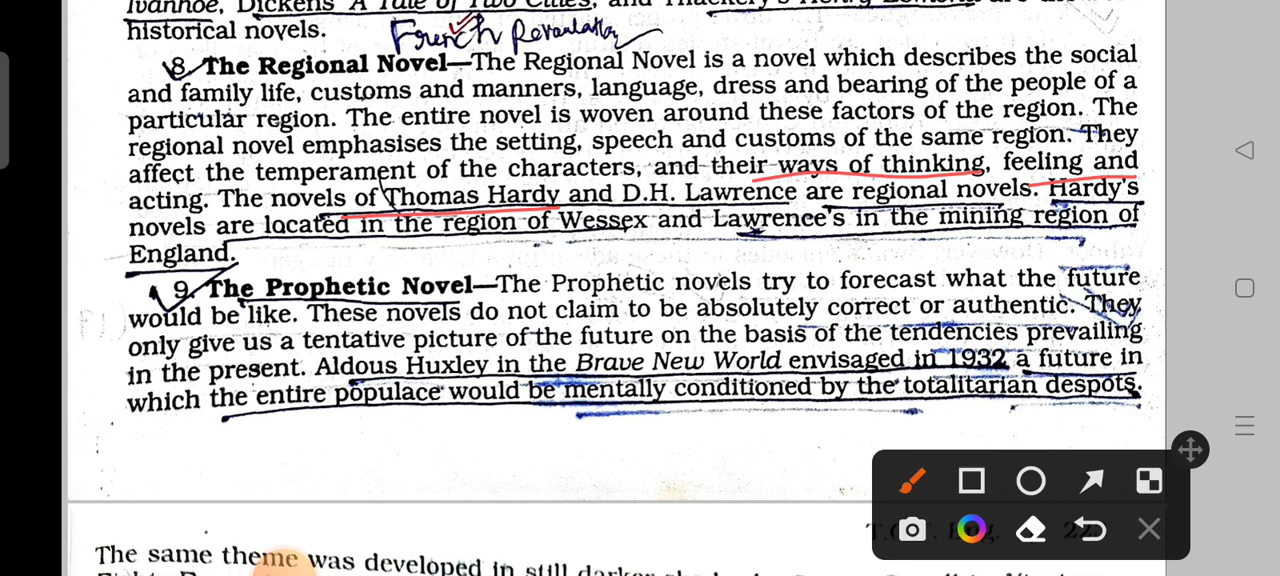 Ivanhoe, Dickens A Tale of Two Cities, and
historical novels. French Revoulation
8. The Regional Novel—The Regional Novel is a novel which describes the social
and family life, customs and manners, language, dress and bearing of the people of a
particular region. The entire novel is woven around these factors of the region. The
regional novel emphasises the setting, speech and customs of the same region. They
affect the temperament of the characters, and their ways of thinking, feeling and
acting. The novels of Thomas Hardy and D.H. Lawrence are regional novels. Hardy's
novels are located in the region of Wessex and Lawrence's in the mining region of
England.
9. The Prophetic Novel—The Prophetic novels try to forecast what the future
would be like. These novels do not claim to be absolutely correct or authentic. They
only give us a tentative picture of the future on the basis of the tendencies prevailing
in the present. Aldous Huxley in the Brave New World envisaged in 1932 a future in
which the entire populace would be mentally conditioned by the totalitarian despots.
The same theme was developed in still